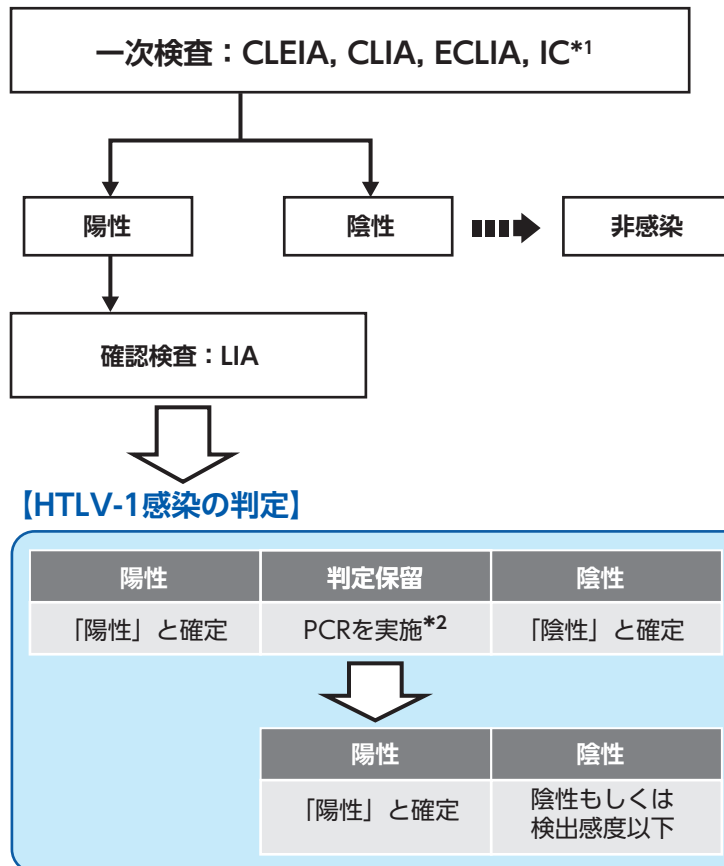 一次検査：CLEIA, CLIA, ECLIA, IC*1
陽性
陰性
非感染
確認検査：LIA
【HTLV-1感染の判定】
陽性
判定保留
陰性
「陽性」と確定
PCRを実施*2
「陰性」と確定
陽性
陰性
「陽性」と確定
陰性もしくは
検出感度以下